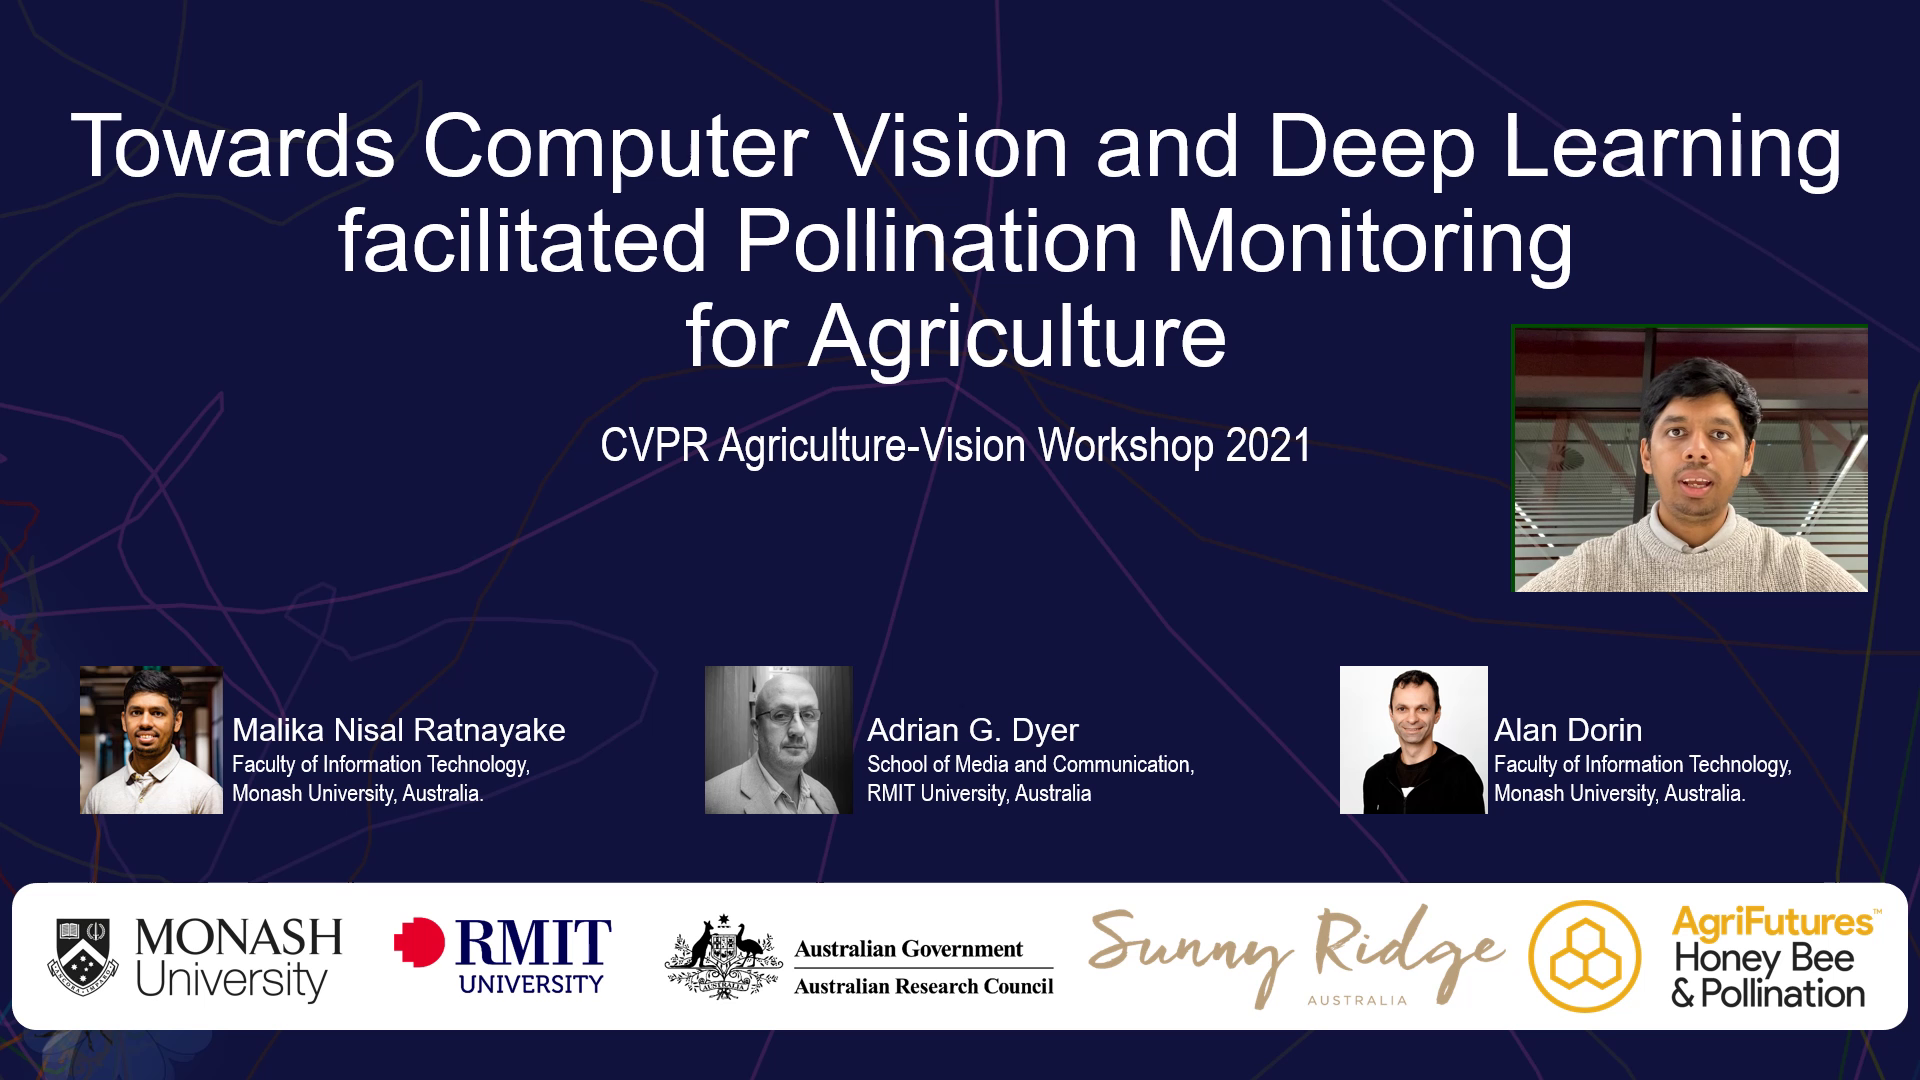 Towards Computer Vision and Deep Learning
facilitated Pollination Monitoring
for Agriculture
CVPR Agriculture-Vision Workshop 2021
Malika Nisal Ratnayake
Faculty of Information Technology,
Monash University, Australia.
Adrian G. Dyer
School of Media and Communication,
RMIT University, Australia
Alan Dorin
Faculty of Information Technology,
Monash University, Australia.
MONASH
University
RMIT
UNIVERSITY
Australian Government
Australian Research Council
Sunny Ridge
AUSTRALIA
AgriFutures™
Honey Bee
& Pollination